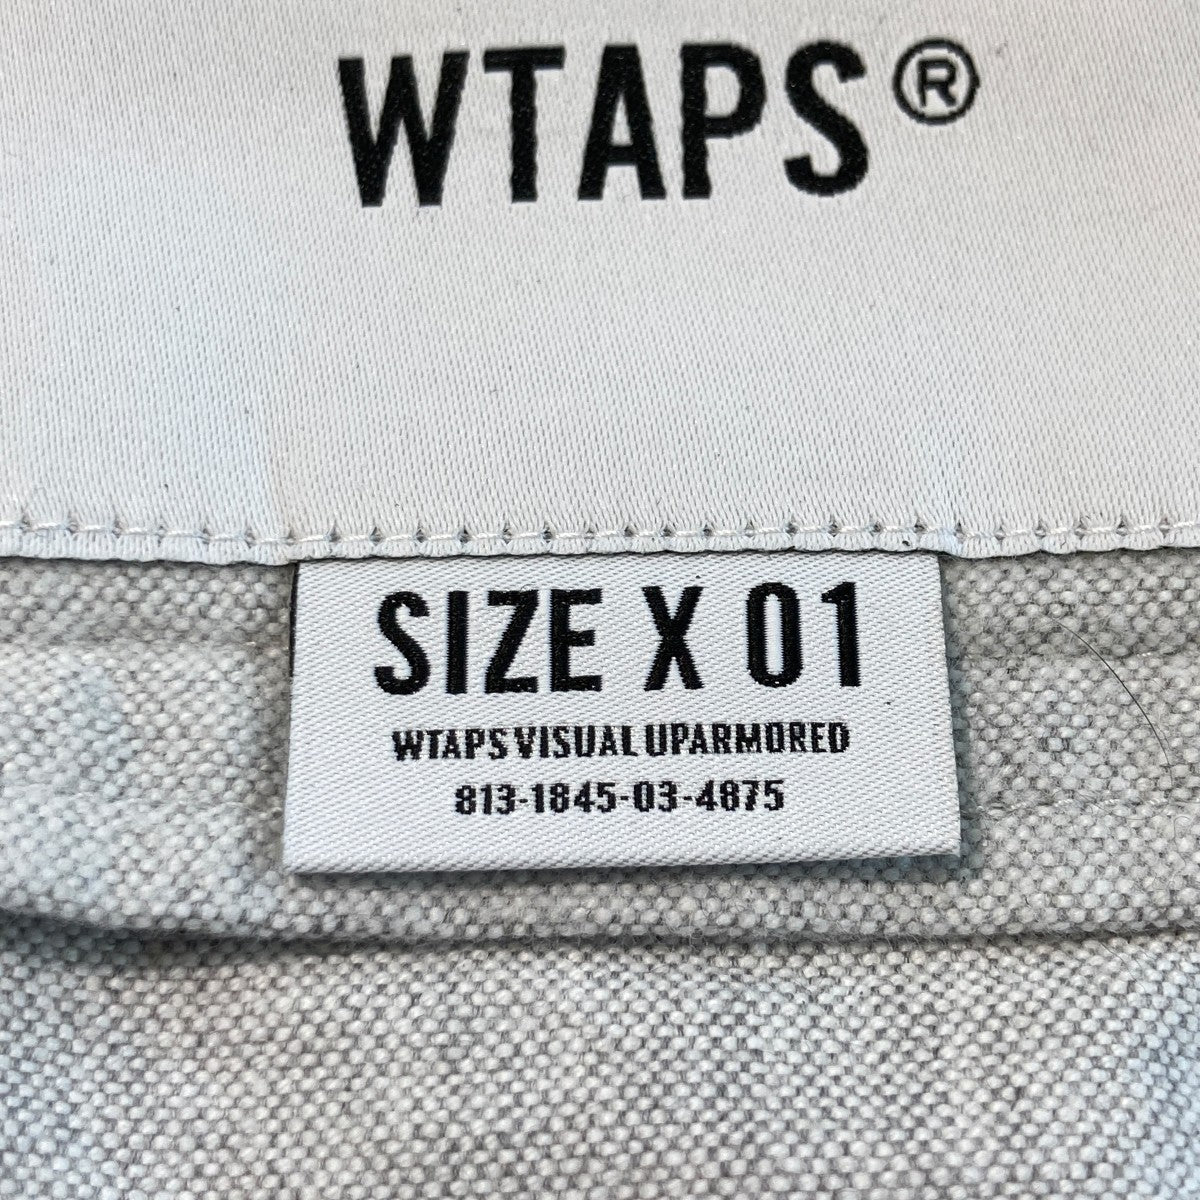 WTAPS®
SIZE X 01
WTAPS VISUAL UPARMORED
813-1845-03-4875